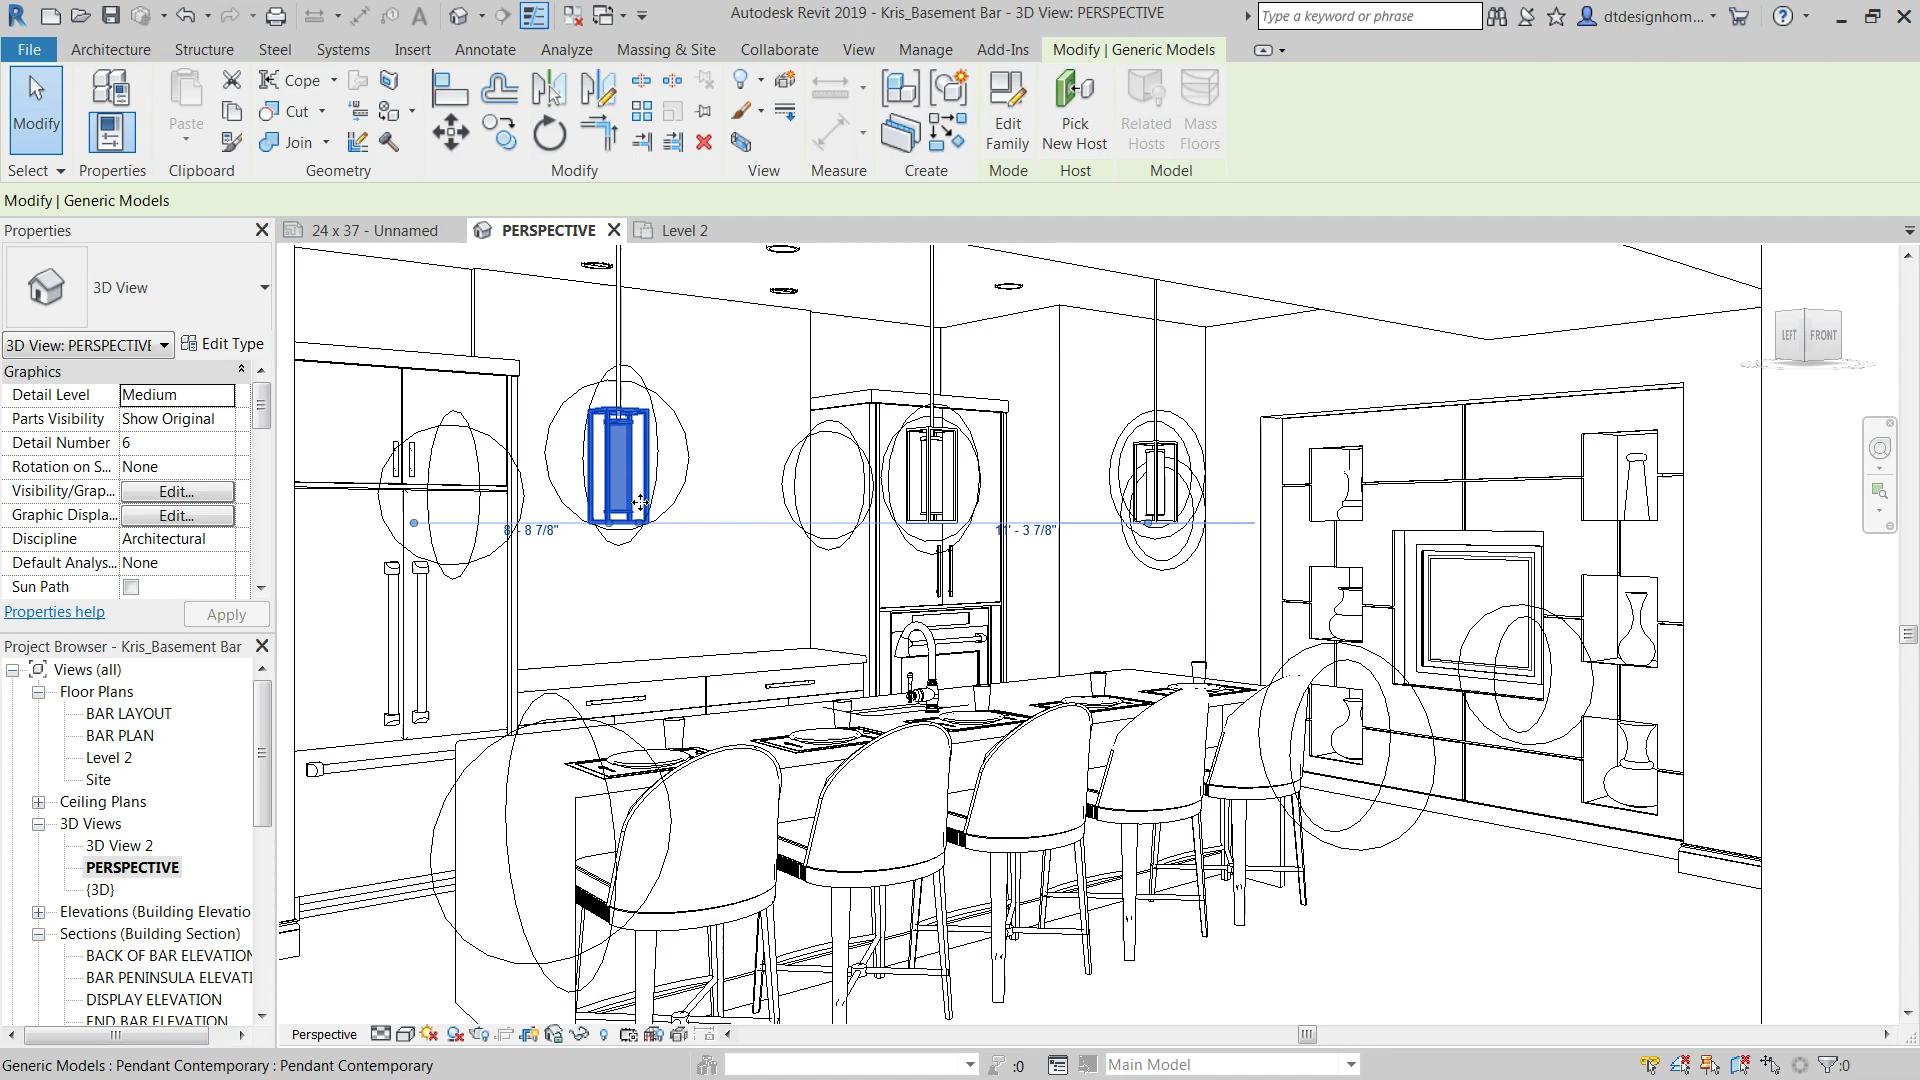 Autodesk Revit 2019 - Kris_Basement Bar - 3D View: PERSPECTIVE
Type a keyword or phrase
dtdesignhom...
File Architecture Structure Steel Systems Insert Annotate Analyze Massing & Site Collaborate View Manage Add-Ins Modify | Generic Models
Modify
Paste
Cope
Cut
Join
Edit Family
Pick New Host
Related Hosts
Mass Floors
Select Properties Clipboard Geometry Modify View Measure Create Mode Host Model
Modify | Generic Models
Properties
24 x 37 - Unnamed
PERSPECTIVE
Level 2
3D View
3D View: PERSPECTIVE
Edit Type
Graphics
Detail Level Medium
Parts Visibility Show Original
Detail Number 6
Rotation on S... None
Visibility/Grap... Edit...
Graphic Displa... Edit...
Discipline Architectural
Default Analys... None
Sun Path
Properties help
Apply
Project Browser - Kris_Basement Bar
Views (all)
Floor Plans
BAR LAYOUT
BAR PLAN
Level 2
Site
Ceiling Plans
3D Views
3D View 2
PERSPECTIVE
{3D}
Elevations (Building Elevatio
Sections (Building Section)
BACK OF BAR ELEVATION
BAR PENINSULA ELEVATI
DISPLAY ELEVATION
END BAR ELEVATION
LEFT FRONT
8' - 8 7/8"
11' - 3 7/8"
Perspective
Generic Models : Pendant Contemporary : Pendant Contemporary
:0
Main Model
:0